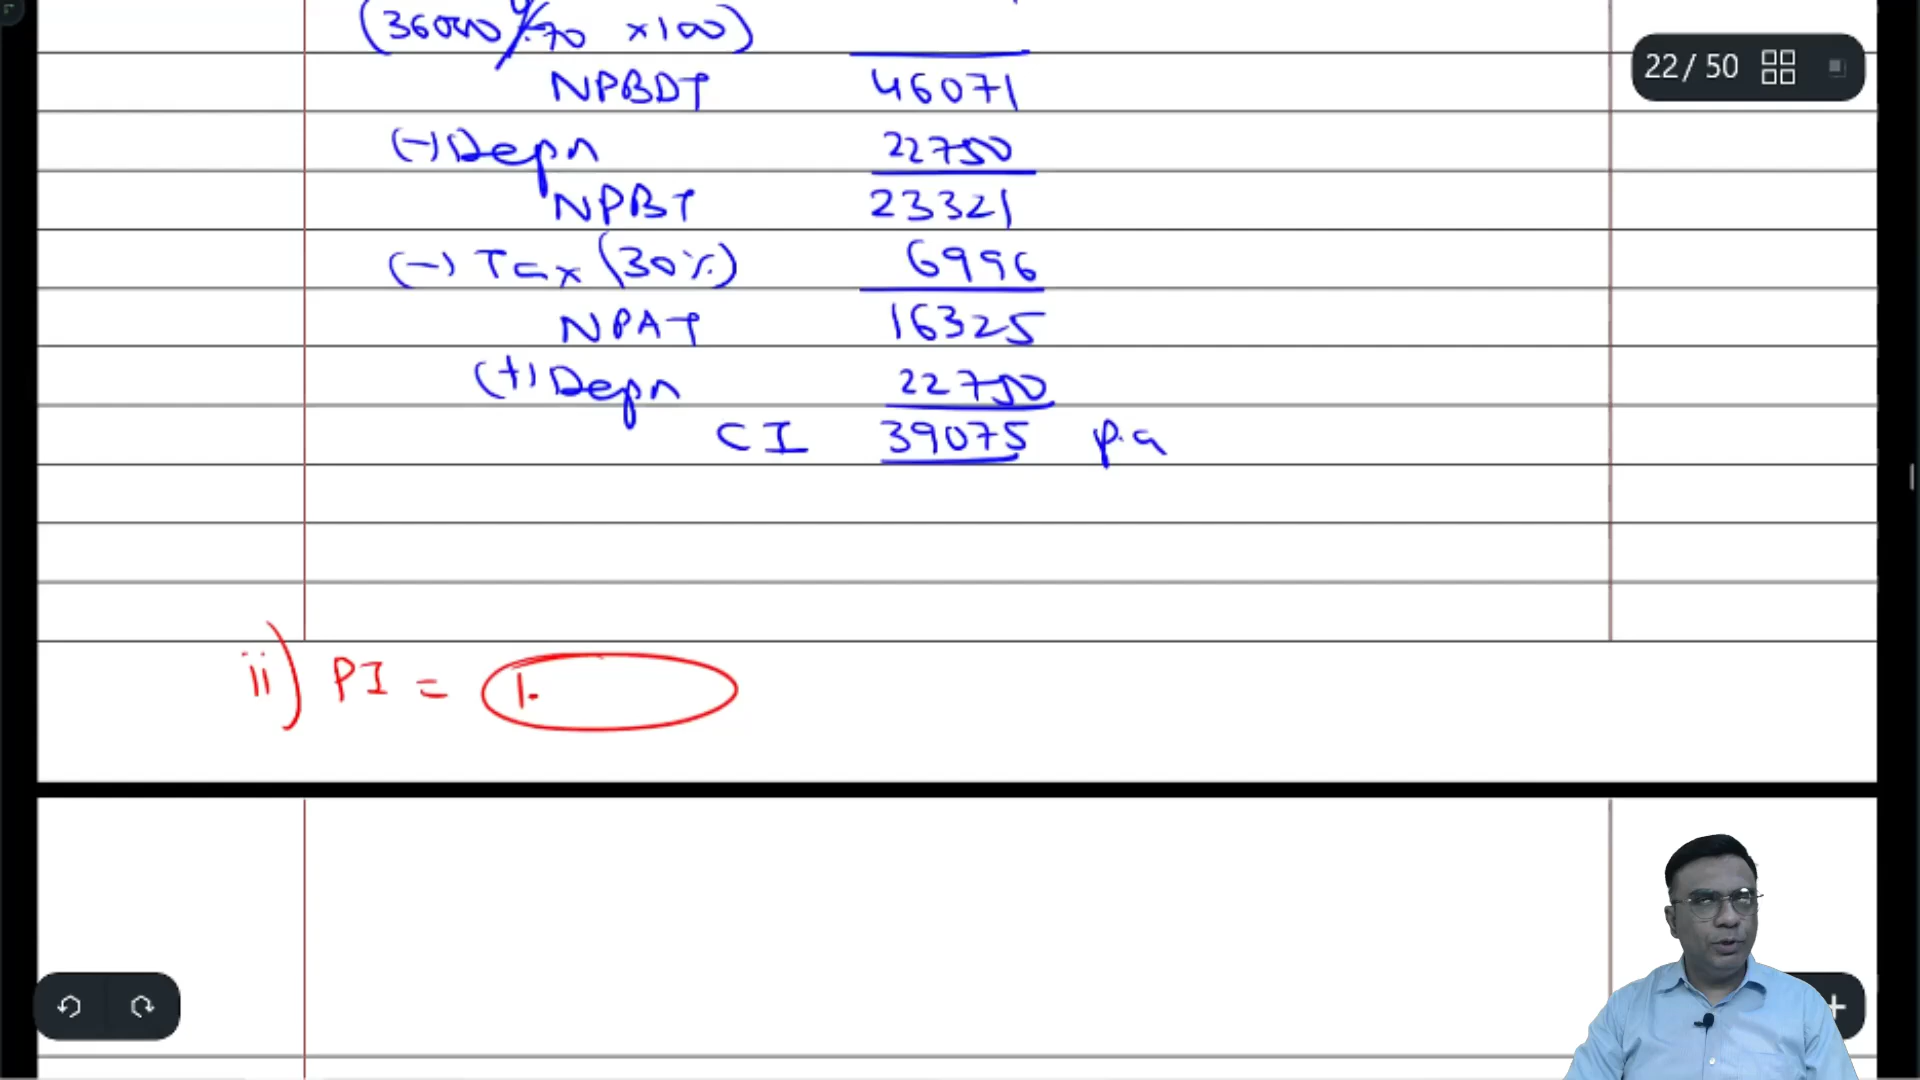 (36000/.70 ×100)
22/50
NPBDT 46071
(-) Depn 22750
NPBT 23321
(-) Tax (30%) 6996
NPAT 16325
(+) Depn 22750
CI 39075 p.a
ii) PI = 1.